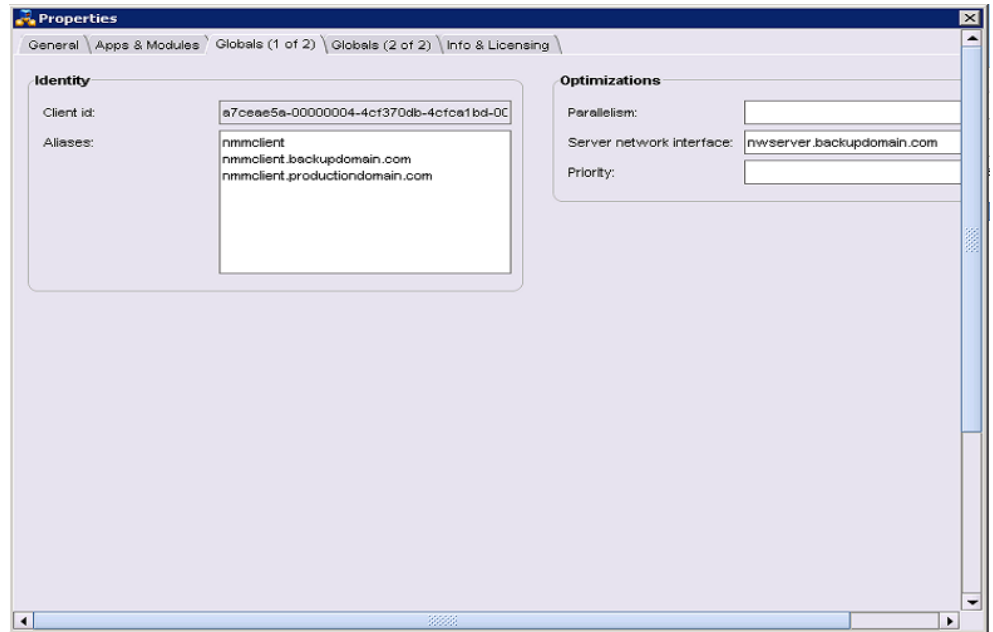 Properties
General
Apps & Modules
Globals (1 of 2)
Globals (2 of 2)
Info & Licensing
Identity
Client id:
a7ceae5a-00000004-4cf370db-4cfca1bd-0C
Aliases:
nmmclient
nmmclient.backupdomain.com
nmmclient.productiondomain.com
Optimizations
Parallelism:
Server network interface:
nwserver.backupdomain.com
Priority: